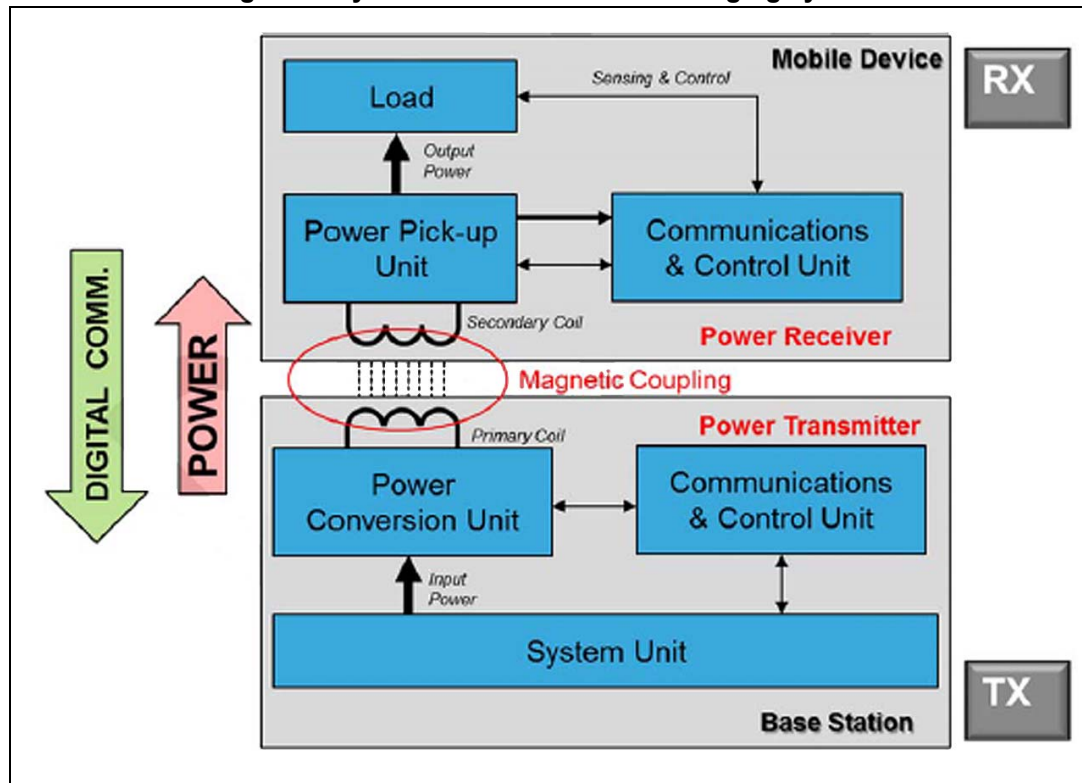 Mobile Device
RX
Load
Sensing & Control
Output
Power
Power Pick-up
Unit
Communications
& Control Unit
Secondary Coil
Power Receiver
DIGITAL COMM.
POWER
Magnetic Coupling
Power Transmitter
Primary Coil
Power
Conversion Unit
Communications
& Control Unit
Input
Power
System Unit
TX
Base Station